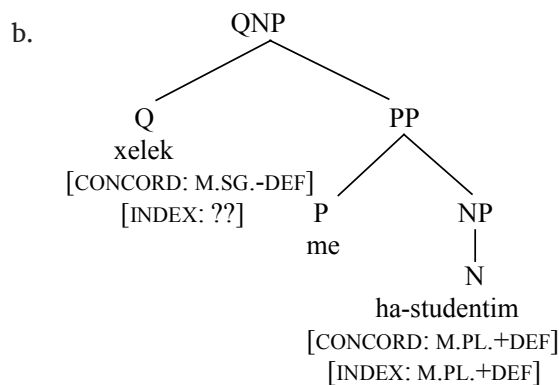 b.
QNP
Q PP
xelek
[CONCORD: M.SG.-DEF]
[INDEX: ??] P NP
me N
ha-studentim
[CONCORD: M.PL.+DEF]
[INDEX: M.PL.+DEF]